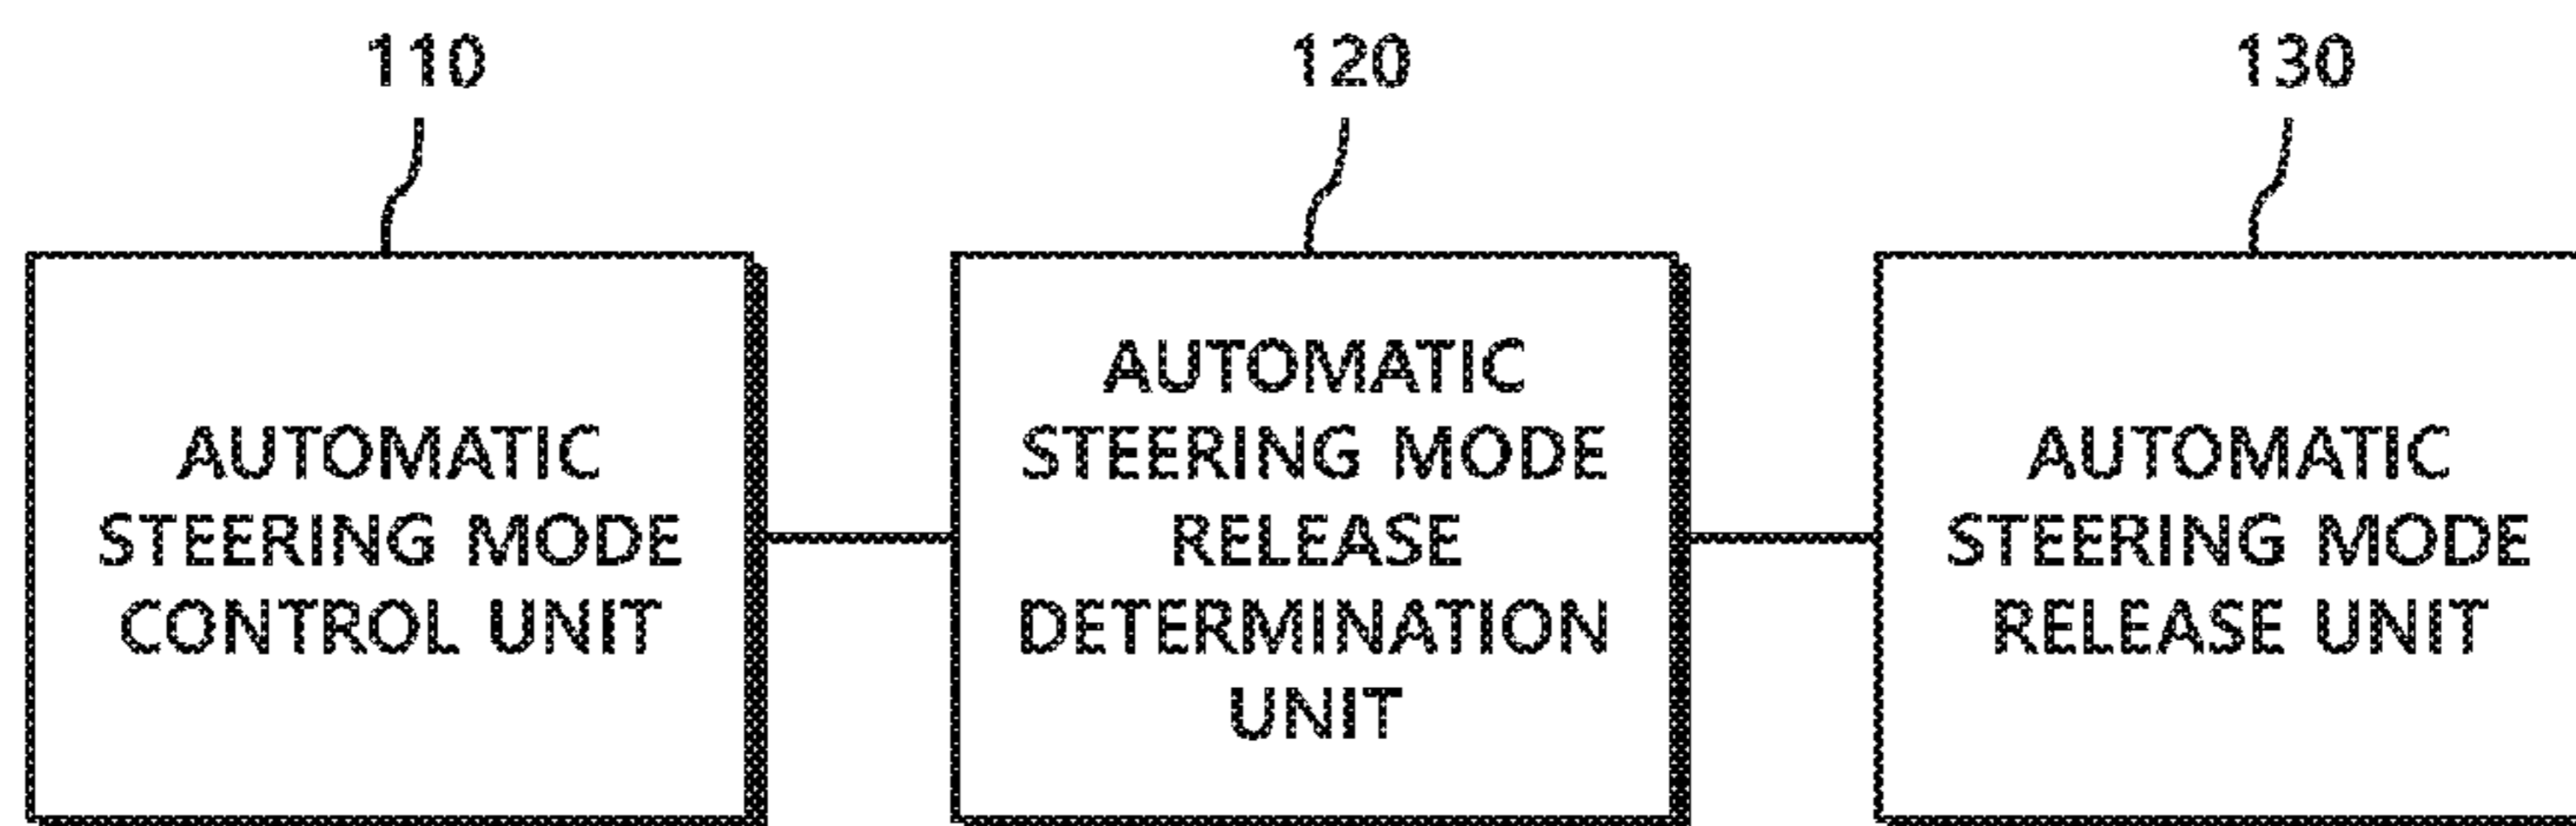 110
120
130
AUTOMATIC
STEERING MODE
CONTROL UNIT
AUTOMATIC
STEERING MODE
RELEASE
DETERMINATION
UNIT
AUTOMATIC
STEERING MODE
RELEASE UNIT